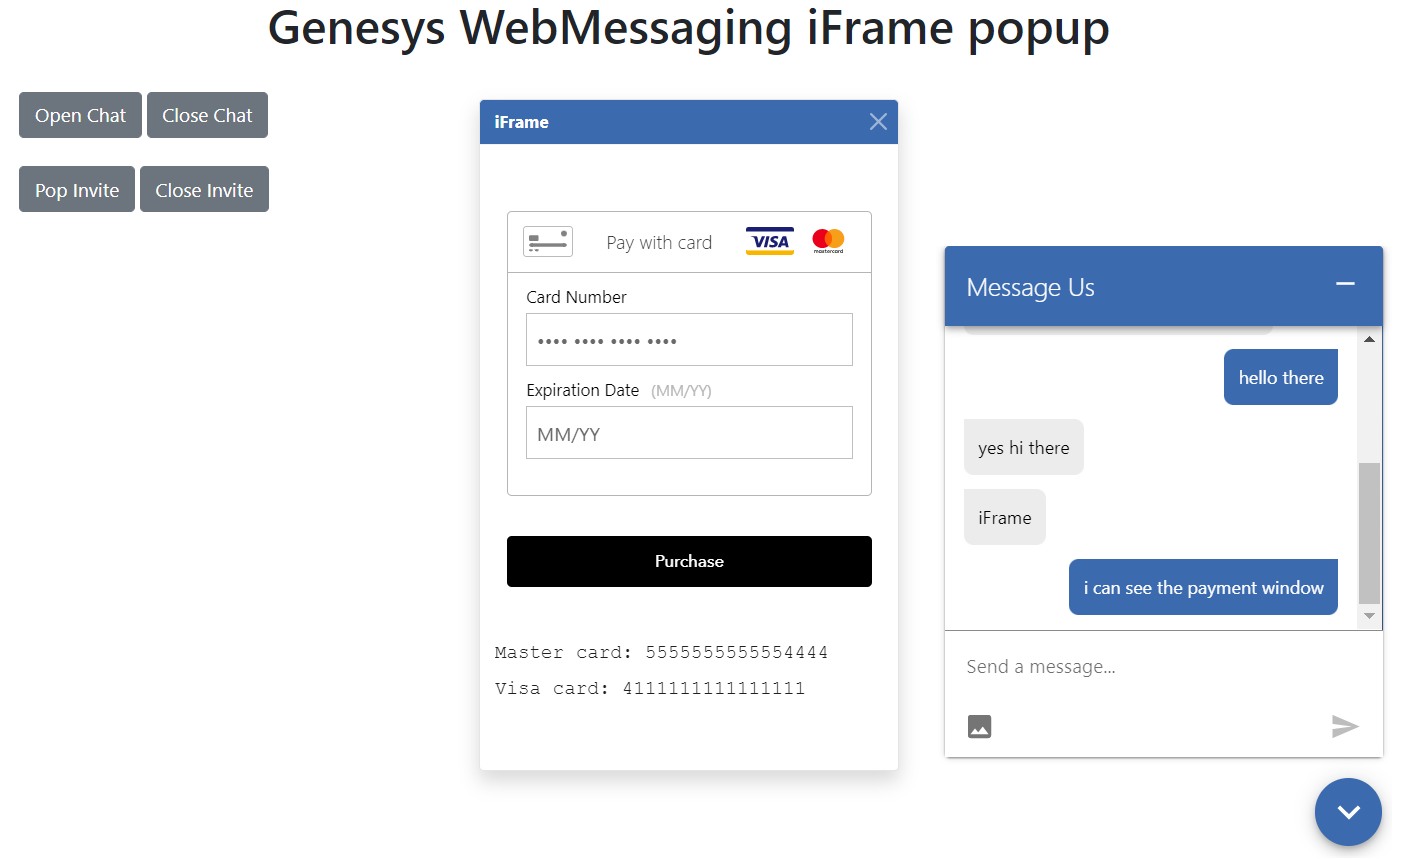 Genesys WebMessaging iFrame popup
Open Chat Close Chat
Pop Invite Close Invite
iFrame
Pay with card VISA mastercard
Card Number
•••• •••• •••• ••••
Expiration Date (MM/YY)
MM/YY
Purchase
Master card: 5555555555554444
Visa card: 4111111111111111
Message Us
hello there
yes hi there
iFrame
i can see the payment window
Send a message...